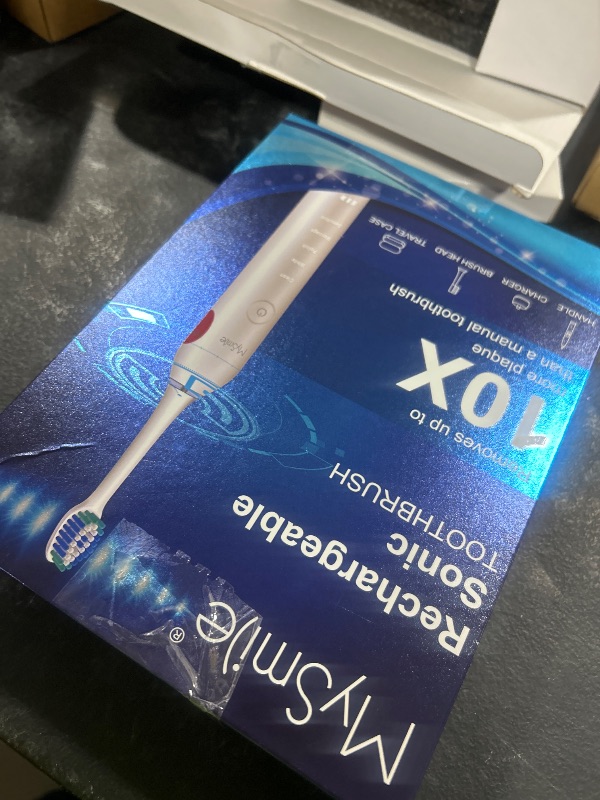 MySmile®
Rechargeable
Sonic
TOOTHBRUSH
Removes up to
10X
more plaque
than a manual toothbrush
HANDLE CHARGER BRUSH HEAD TRAVEL CASE
MySmile